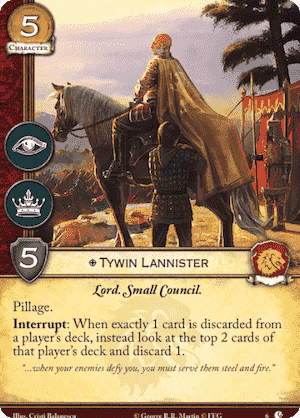 5
CHARACTER
5
TYWIN LANNISTER
Lord. Small Council.
Pillage.
Interrupt: When exactly 1 card is discarded from
a player's deck, instead look at the top 2 cards of
that player's deck and discard 1.
"...when your enemies defy you, you must serve them steel and fire."
Illus. Cristi Balanescu
© George R.R. Martin © FFG
6